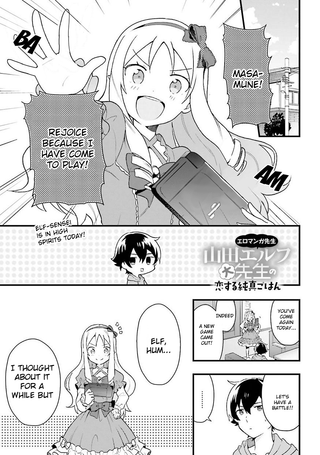 BA
MASA-
MUNE!
REJOICE
BECAUSE I
HAVE COME
TO PLAY!
AM
ELF-SENSEI
IS IN HIGH
SPIRITS TODAY!
エロマンガ先生
山田エルフ
大先生の
恋する純真ごはん
YOU'VE
COME
AGAIN
TODAY...
INDEED
A NEW
GAME
CAME
OUT!
LET'S
HAVE A
BATTLE!!
ELF,
HUM...
I THOUGHT
ABOUT IT
FOR A
WHILE BUT